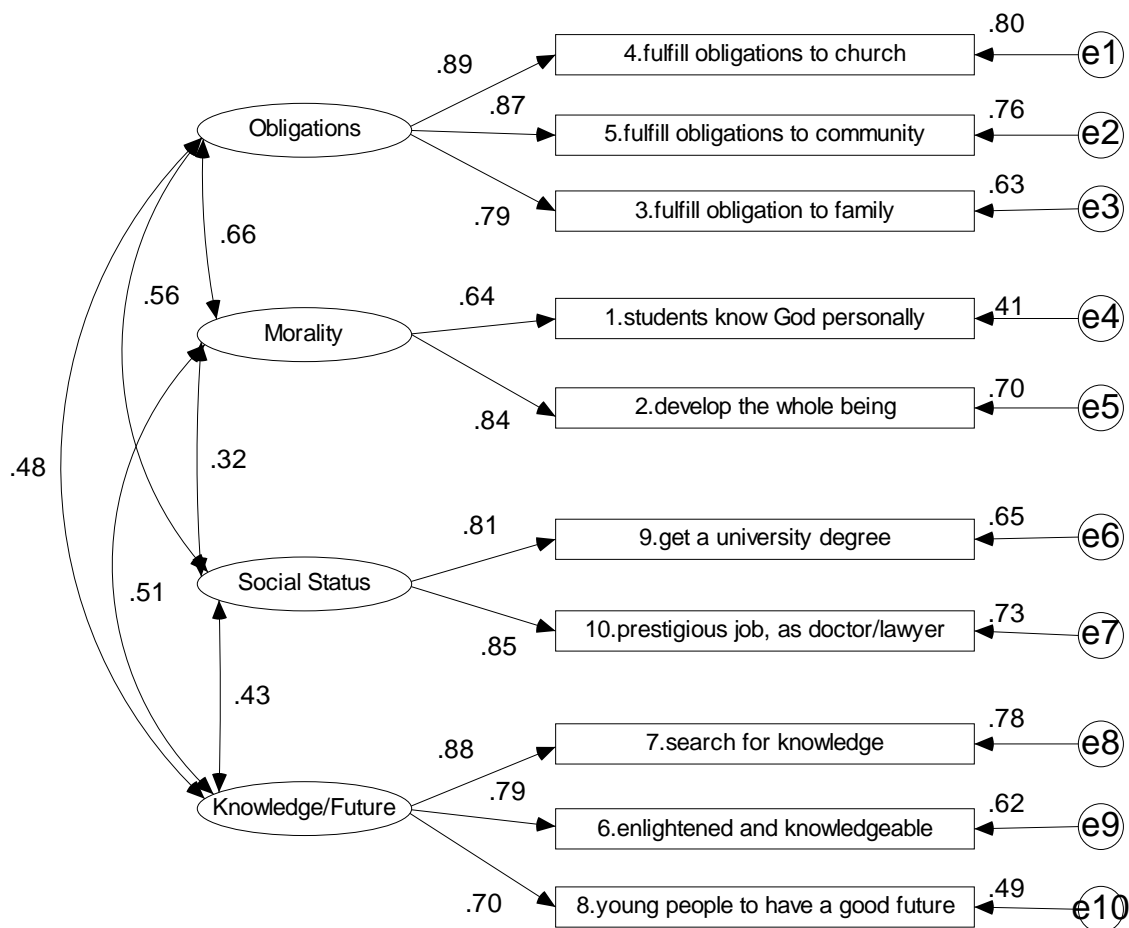 .80
4.fulfill obligations to church
e1
.89
.87
.76
Obligations
5.fulfill obligations to community
e2
.63
3.fulfill obligation to family
e3
.79
.66
.56
.64
1.students know God personally
.41
e4
Morality
.70
2.develop the whole being
e5
.84
.48
.32
.81
.65
9.get a university degree
e6
.51
Social Status
.73
10.prestigious job, as doctor/lawyer
e7
.85
.43
.88
.78
7.search for knowledge
e8
.79
.62
Knowledge/Future
6.enlightened and knowledgeable
e9
.70
.49
8.young people to have a good future
e10